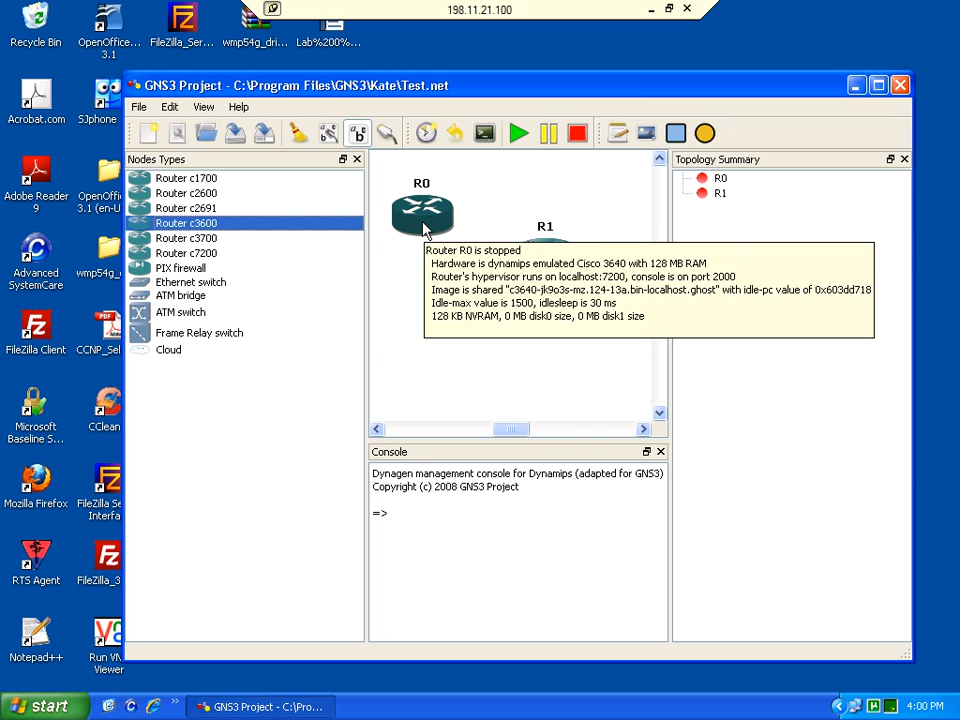 198.11.21.100
Recycle Bin
OpenOffice...
3.1
FileZilla_Ser...
wmp54g_dri...
Lab%200%...
Acrobat.com
SJphone
Adobe Reader
9
OpenOffi...
3.1 (en-U...
Advanced
SystemCare
wmp54g_
FileZilla Client
CCNP_Sel
Microsoft
Baseline S...
CClean
Mozilla Firefox
FileZilla Se
Interfa
RTS Agent
FileZilla_3
Notepad++
Run VN
Viewer
GNS3 Project - C:\Program Files\GNS3\Kate\Test.net
File Edit View Help
Nodes Types
Router c1700
Router c2600
Router c2691
Router c3600
Router c3700
Router c7200
PIX firewall
Ethernet switch
ATM bridge
ATM switch
Frame Relay switch
Cloud
R0
R1
Router R0 is stopped
Hardware is dynamips emulated Cisco 3640 with 128 MB RAM
Router's hypervisor runs on localhost:7200, console is on port 2000
Image is shared "c3640-jk9o3s-mz.124-13a.bin-localhost.ghost" with idle-pc value of 0x603dd718
Idle-max value is 1500, idlesleep is 30 ms
128 KB NVRAM, 0 MB disk0 size, 0 MB disk1 size
Topology Summary
R0
R1
Console
Dynagen management console for Dynamips (adapted for GNS3)
Copyright (c) 2008 GNS3 Project
=>
start
GNS3 Project - C:\Pro...
4:00 PM